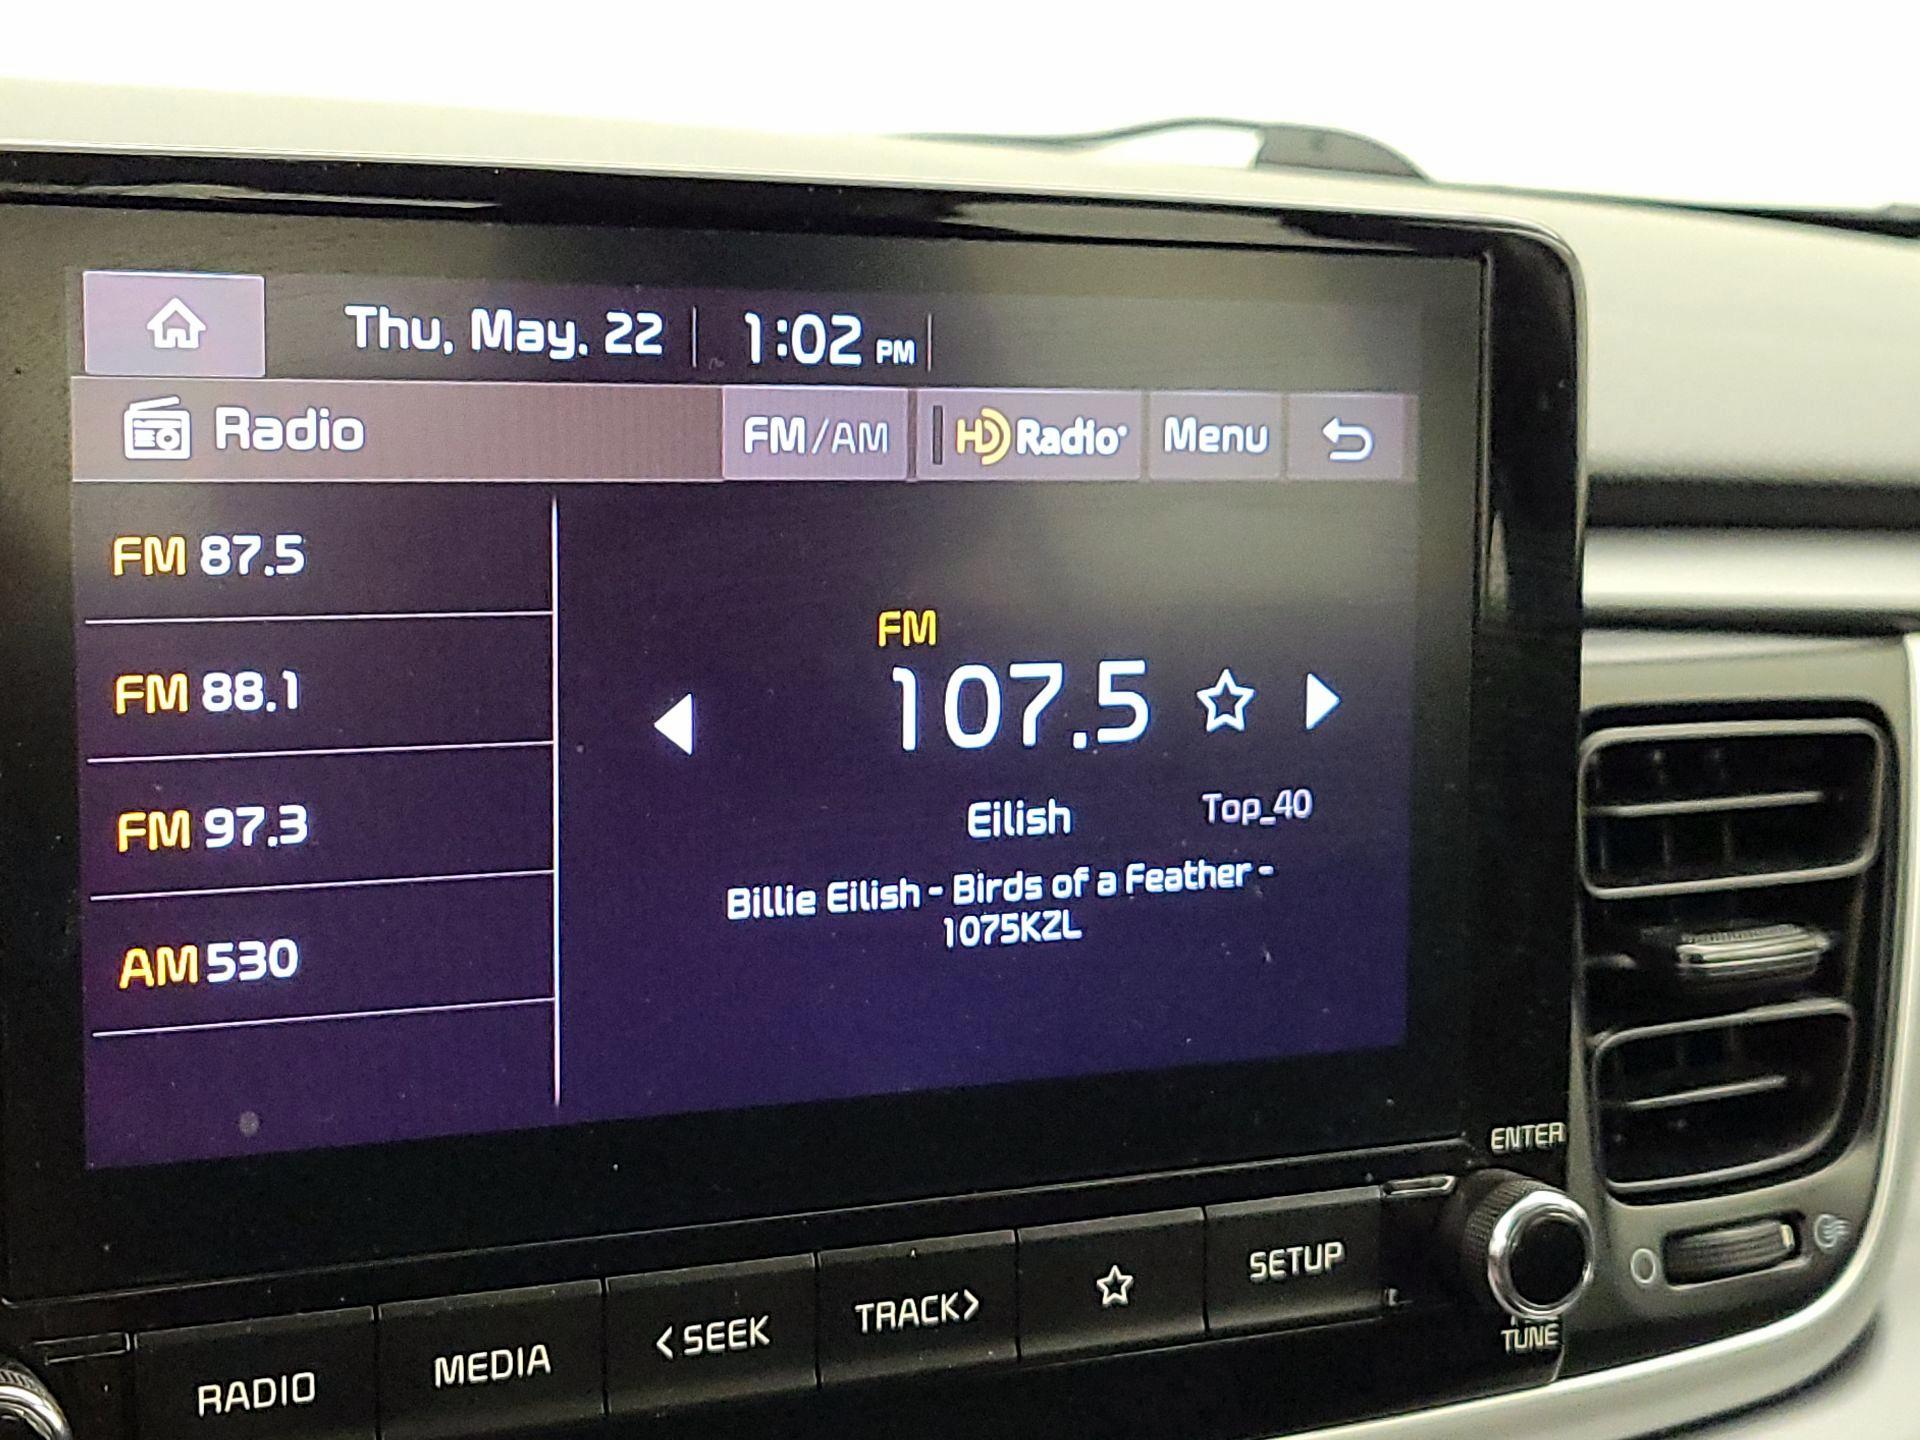 Thu, May. 22 1:02 PM
Radio FM/AM HD Radio Menu
FM 87.5
FM 88.1
FM 97.3
AM 530
FM
107.5
Eilish Top_40
Billie Eilish - Birds of a Feather -
1075KZL
ENTER
RADIO MEDIA <SEEK TRACK> SETUP
TUNE